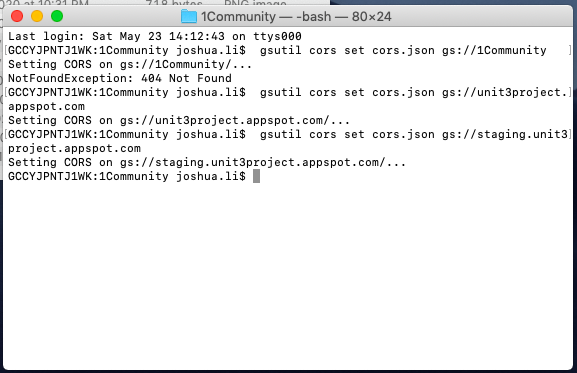 020 at 10:31 PM 718 bytes PNG image
1Community — -bash — 80×24
Last login: Sat May 23 14:12:43 on ttys000
[GCCYJPNTJ1WK:1Community joshua.li$ gsutil cors set cors.json gs://1Community ]
Setting CORS on gs://1Community/...
NotFoundException: 404 Not Found
[GCCYJPNTJ1WK:1Community joshua.li$ gsutil cors set cors.json gs://unit3project.]
appspot.com
Setting CORS on gs://unit3project.appspot.com/...
[GCCYJPNTJ1WK:1Community joshua.li$ gsutil cors set cors.json gs://staging.unit3]
project.appspot.com
Setting CORS on gs://staging.unit3project.appspot.com/...
GCCYJPNTJ1WK:1Community joshua.li$